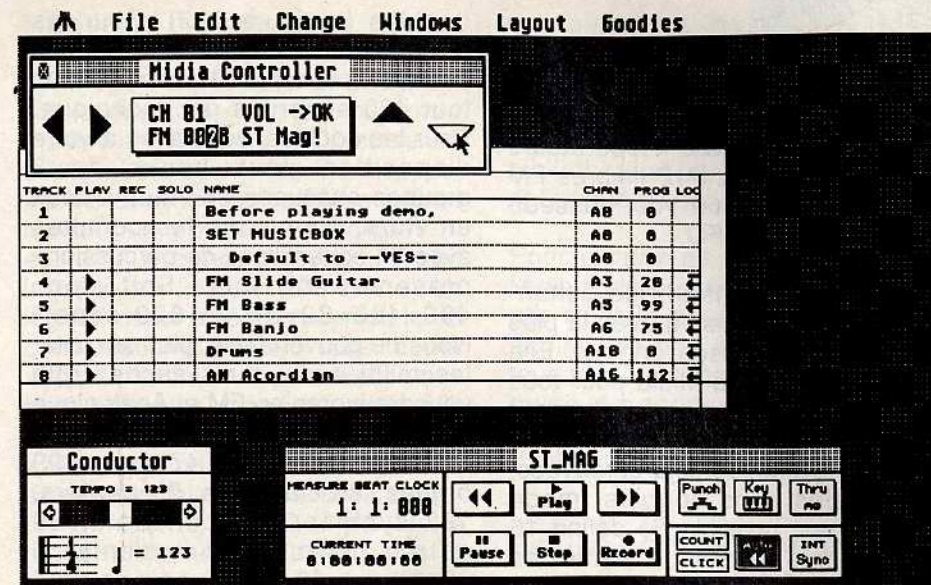 File Edit Change Windows Layout Goodies
Midia Controller
CH 01 VOL ->OK
FM 002B ST Mag!
TRACK PLAY REC SOLO NAME CHAN PROG LOO
1 Before playing demo, A0 0
2 SET MUSICBOX A0 0
3 Default to --YES-- A0 0
4 FM Slide Guitar A3 20
5 FM Bass A5 99
6 FM Banjo A6 75
7 Drums A10 0
8 AM Acordian A16 112
Conductor
TEMPO = 123
= 123
ST_MAG
MEASURE BEAT CLOCK
1: 1: 000
CURRENT TIME
0:00:00:00
Play
Pause Stop Record
Punch Key Thru
COUNT
CLICK
INT
Sync